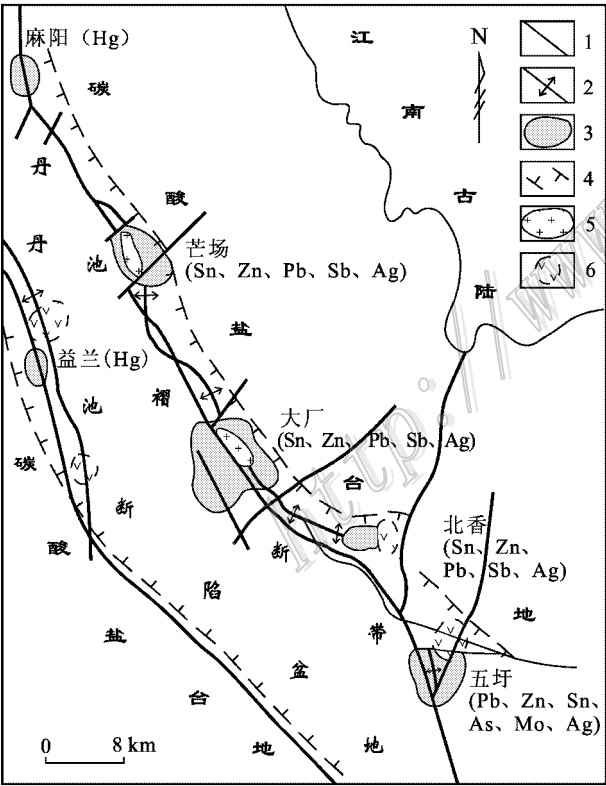 麻阳(Hg)
N
1
2
3
4
5
6
江南古陆
碳酸盐台地
丹池褶断带
丹池断陷盆地
碳酸盐台地
芒场
(Sn、Zn、Pb、Sb、Ag)
益兰(Hg)
大厂
(Sn、Zn、Pb、Sb、Ag)
北香
(Sn、Zn、
Pb、Sb、Ag)
五圩
(Pb、Zn、Sn、
As、Mo、Ag)
0 8 km
http://www